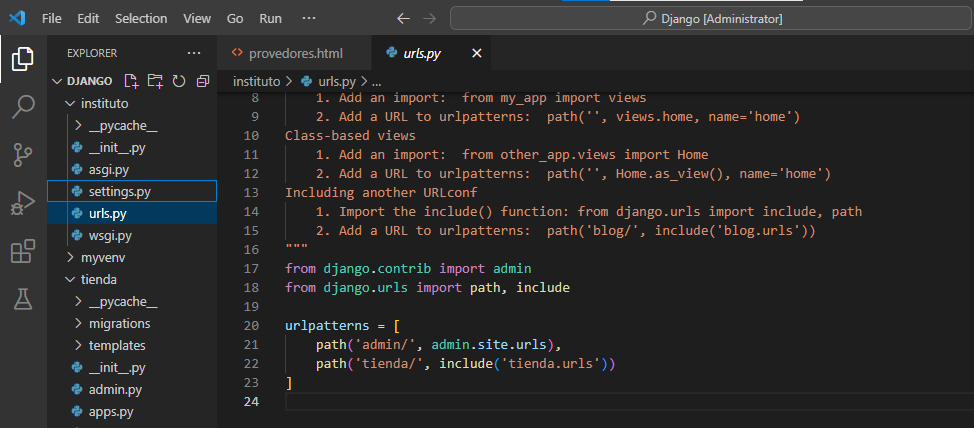 File Edit Selection View Go Run ··· ← → Django [Administrator]
EXPLORER ···
DJANGO
instituto
__pycache__
__init__.py
asgi.py
settings.py
urls.py
wsgi.py
myvenv
tienda
__pycache__
migrations
templates
__init__.py
admin.py
apps.py
<> provedores.html
urls.py ×
instituto > urls.py > ...
8 1. Add an import:  from my_app import views
9 2. Add a URL to urlpatterns:  path('', views.home, name='home')
10 Class-based views
11 1. Add an import:  from other_app.views import Home
12 2. Add a URL to urlpatterns:  path('', Home.as_view(), name='home')
13 Including another URLconf
14 1. Import the include() function: from django.urls import include, path
15 2. Add a URL to urlpatterns:  path('blog/', include('blog.urls'))
16 """
17 from django.contrib import admin
18 from django.urls import path, include
19
20 urlpatterns = [
21 path('admin/', admin.site.urls),
22 path('tienda/', include('tienda.urls'))
23 ]
24